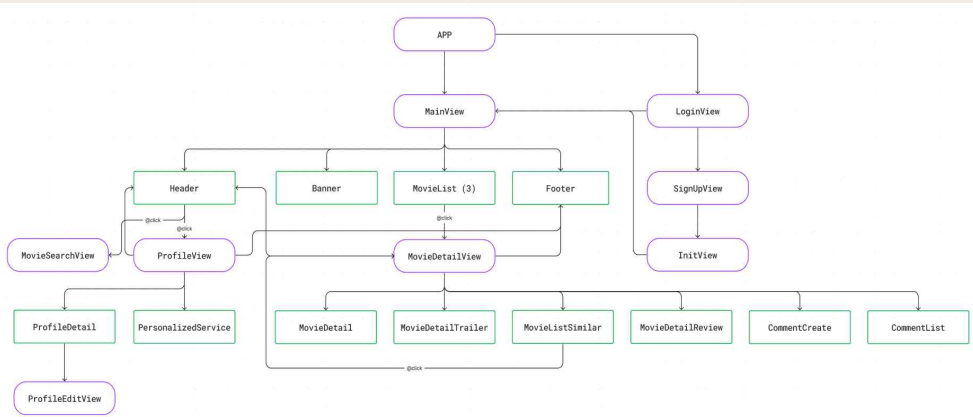 APP
MainView
LoginView
Header
Banner
MovieList (3)
Footer
SignUpView
@click
@click
@click
MovieSearchView
ProfileView
MovieDetailView
InitView
ProfileDetail
PersonalizedService
MovieDetail
MovieDetailTrailer
MovieListSimilar
MovieDetailReview
CommentCreate
CommentList
@click
ProfileEditView